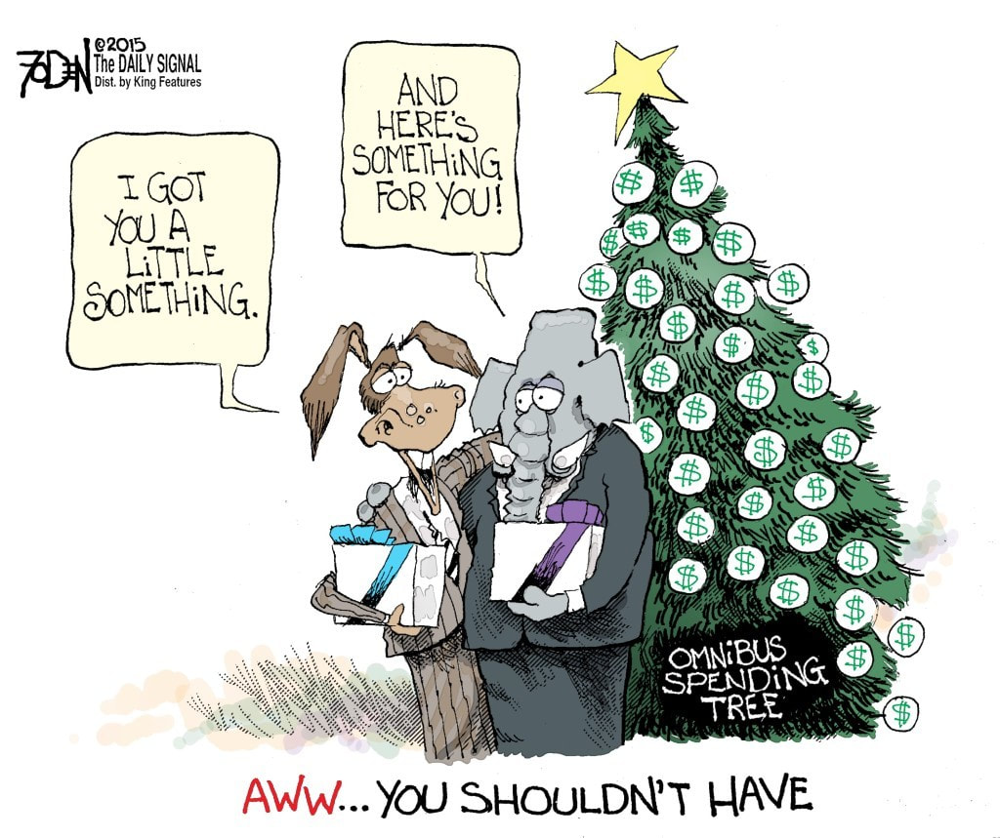 ©2015
The DAILY SIGNAL
Dist. by King Features
I GOT
YOU A
LiTTLE
SOMETHiNG.
AND
HERE'S
SOMETHiNG
FOR YOU!
$ $
$ $ $ $
$ $ $ $
$ $ $
$ $ $
$ $
$ $ $
$ $ $
$ $
$ $ $
$ $
$ $
$
$
OMNiBUS
SPENDiNG
TREE
AWW... YOU SHOULDN'T HAVE